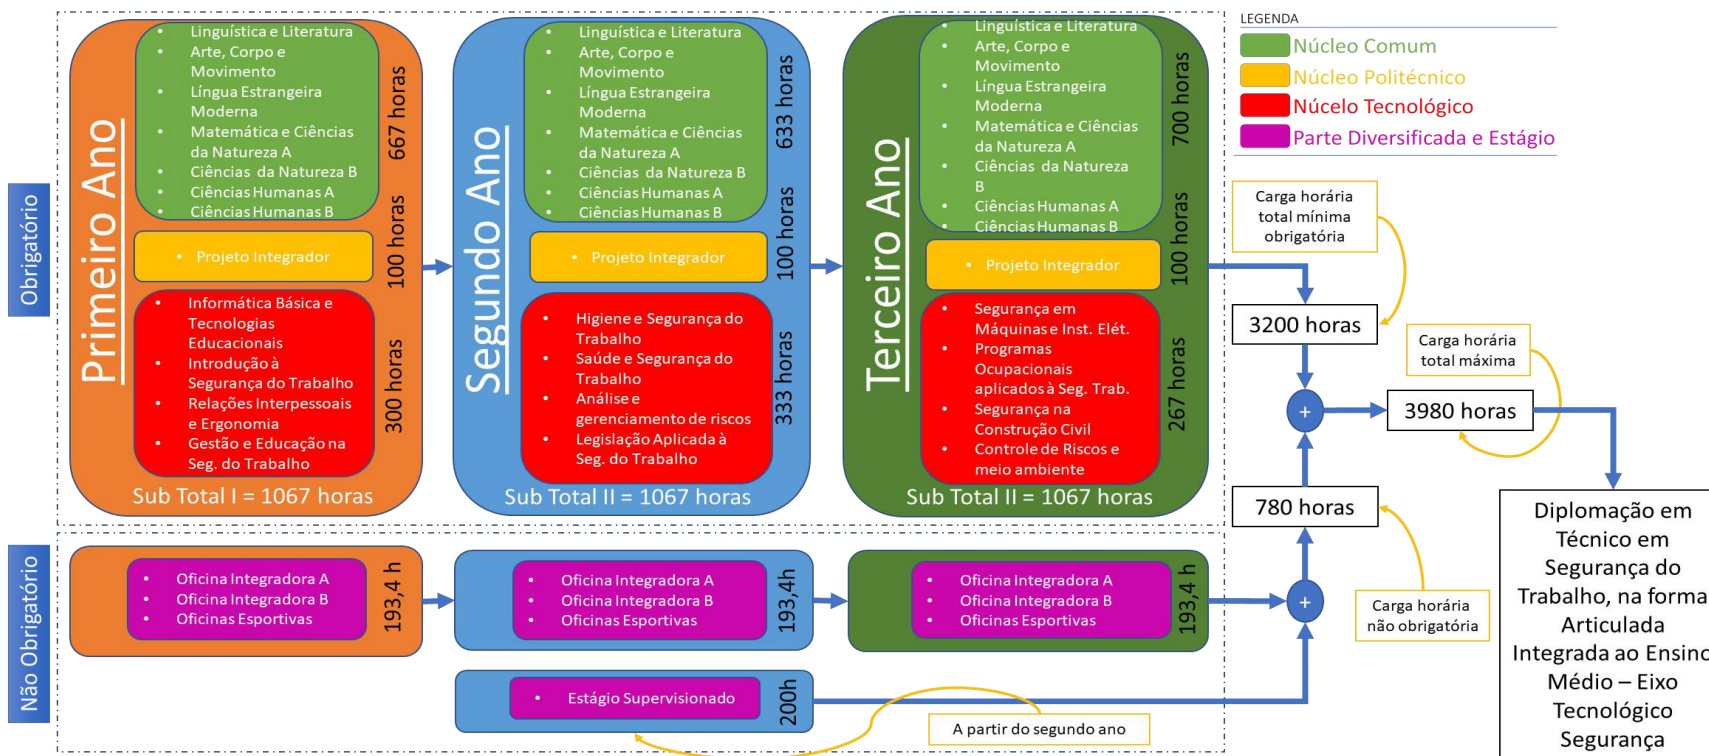 Obrigatório
Primeiro Ano
Linguística e Literatura
Arte, Corpo e
Movimento
Língua Estrangeira
Moderna
Matemática e Ciências
da Natureza A
Ciências da Natureza B
Ciências Humanas A
Ciências Humanas B
667 horas
Projeto Integrador
100 horas
Informática Básica e
Tecnologias
Educacionais
Introdução à
Segurança do Trabalho
Relações Interpessoais
e Ergonomia
Gestão e Educação na
Seg. do Trabalho
300 horas
Sub Total I = 1067 horas
Segundo Ano
Linguística e Literatura
Arte, Corpo e
Movimento
Língua Estrangeira
Moderna
Matemática e Ciências
da Natureza A
Ciências da Natureza B
Ciências Humanas A
Ciências Humanas B
633 horas
Projeto Integrador
100 horas
Higiene e Segurança do
Trabalho
Saúde e Segurança do
Trabalho
Análise e
gerenciamento de riscos
Legislação Aplicada à
Seg. do Trabalho
333 horas
Sub Total II = 1067 horas
Terceiro Ano
Linguística e Literatura
Arte, Corpo e
Movimento
Língua Estrangeira
Moderna
Matemática e Ciências
da Natureza A
Ciências da Natureza
B
Ciências Humanas A
Ciências Humanas B
700 horas
Projeto Integrador
100 horas
Segurança em
Máquinas e Inst. Elét.
Programas
Ocupacionais
aplicados à Seg. Trab.
Segurança na
Construção Civil
Controle de Riscos e
meio ambiente
267 horas
Sub Total II = 1067 horas
LEGENDA
Núcleo Comum
Núcleo Politécnico
Núcelo Tecnológico
Parte Diversificada e Estágio
Carga horária
total mínima
obrigatória
3200 horas
Carga horária
total máxima
+
3980 horas
780 horas
Carga horária
não obrigatória
+
Diplomação em
Técnico em
Segurança do
Trabalho, na forma
Articulada
Integrada ao Ensino
Médio – Eixo
Tecnológico
Segurança
Não Obrigatório
Oficina Integradora A
Oficina Integradora B
Oficinas Esportivas
193,4 h
Oficina Integradora A
Oficina Integradora B
Oficinas Esportivas
193,4h
Oficina Integradora A
Oficina Integradora B
Oficinas Esportivas
193,4 h
Estágio Supervisionado
200h
A partir do segundo ano